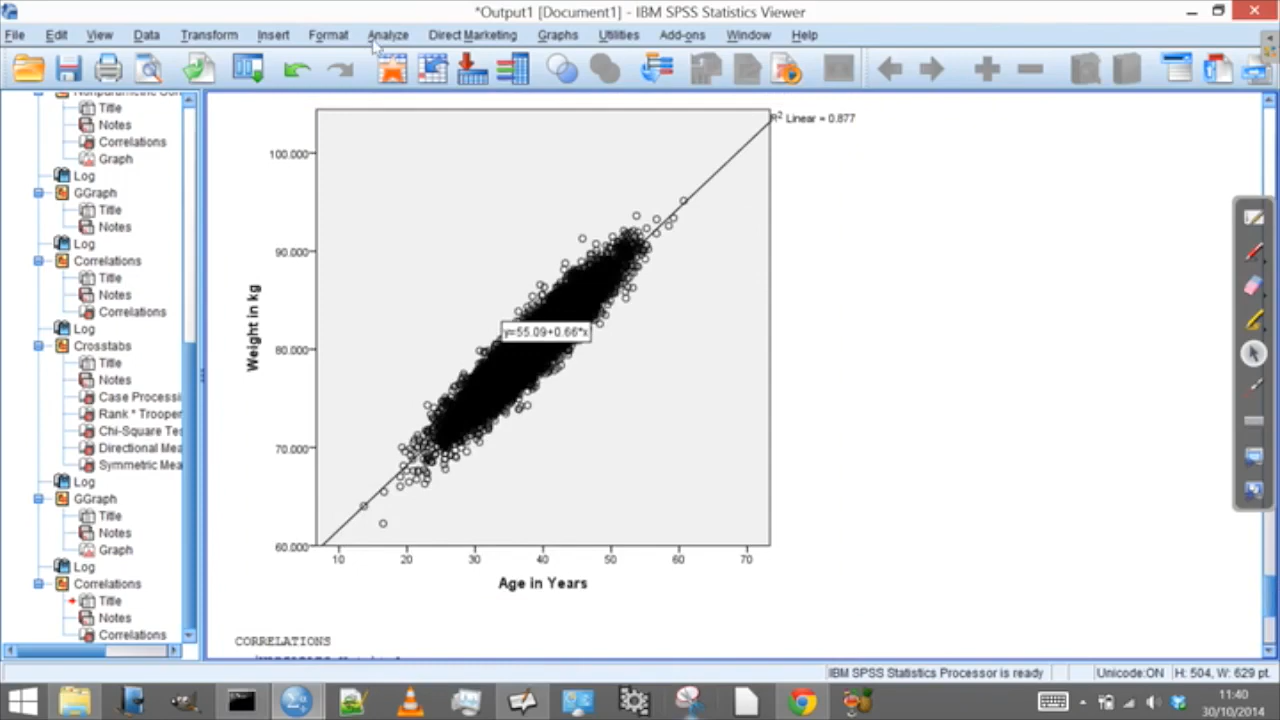 *Output1 [Document1] - IBM SPSS Statistics Viewer
File Edit View Data Transform Insert Format Analyze Direct Marketing Graphs Utilities Add-ons Window Help
Title
Notes
Correlations
Graph
Log
GGraph
Title
Notes
Log
Correlations
Title
Notes
Correlations
Log
Crosstabs
Title
Notes
Case Processi
Rank * Trooper
Chi-Square Te
Directional Mea
Symmetric Mea
Log
GGraph
Title
Notes
Graph
Log
Correlations
Title
Notes
Correlations
R2 Linear = 0.877
100.000
90.000
80.000
70.000
60.000
Weight in kg
y=55.09+0.66*x
10 20 30 40 50 60 70
Age in Years
CORRELATIONS
IBM SPSS Statistics Processor is ready Unicode:ON H: 504, W: 629 pt.
11:40
30/10/2014